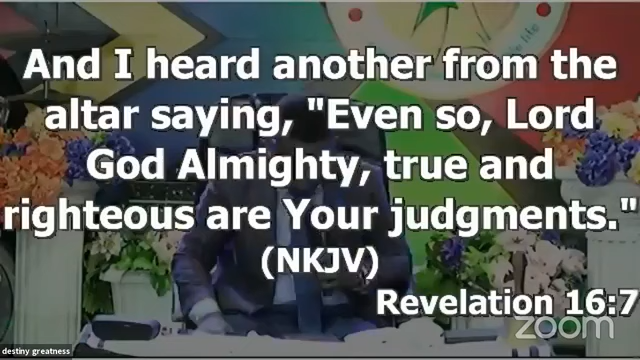 And I heard another from the
altar saying, "Even so, Lord
God Almighty, true and
righteous are Your judgments."
(NKJV)
Revelation 16:7
zoom
destiny greatness